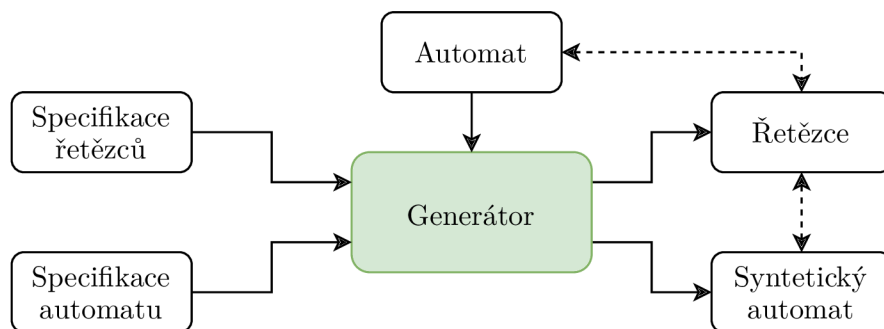 Automat
Specifikace
řetězců
Řetězce
Generátor
Specifikace
automatu
Syntetický
automat